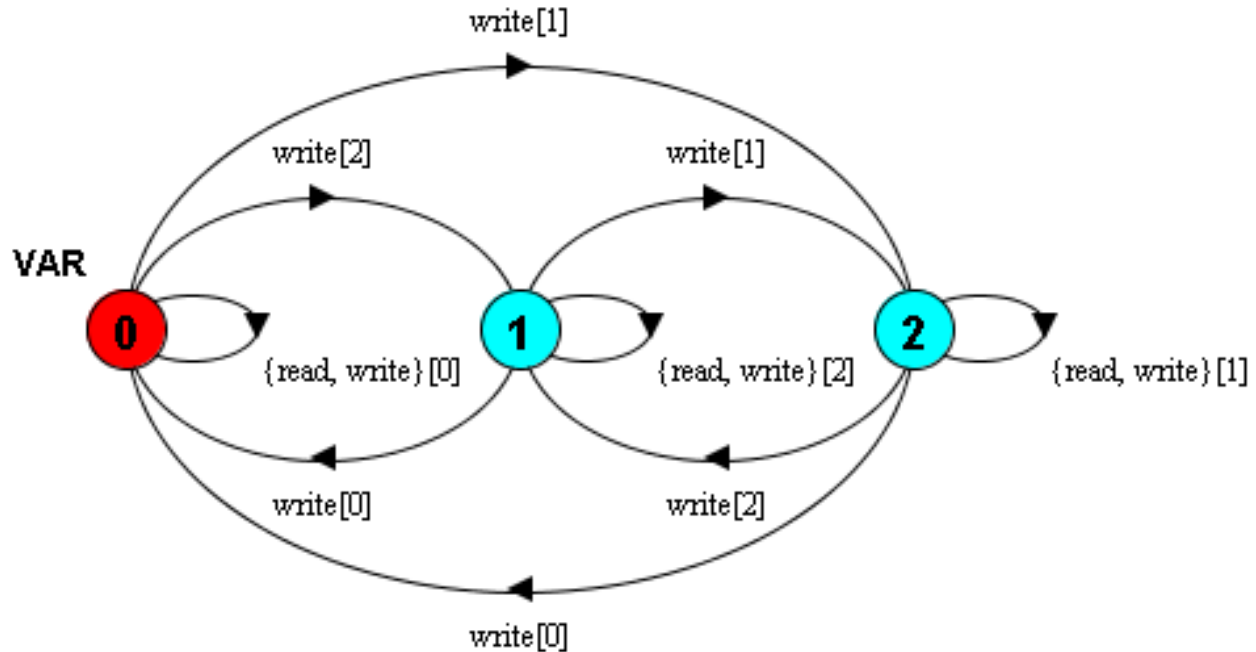 write[1]
write[2]
write[1]
VAR
0
1
2
{read, write}[0]
{read, write}[2]
{read, write}[1]
write[0]
write[2]
write[0]